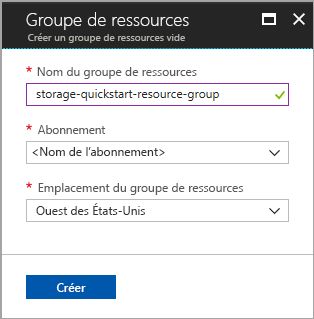 Groupe de ressources
Créer un groupe de ressources vide
* Nom du groupe de ressources
storage-quickstart-resource-group
* Abonnement
<Nom de l'abonnement>
* Emplacement du groupe de ressources
Ouest des États-Unis
Créer